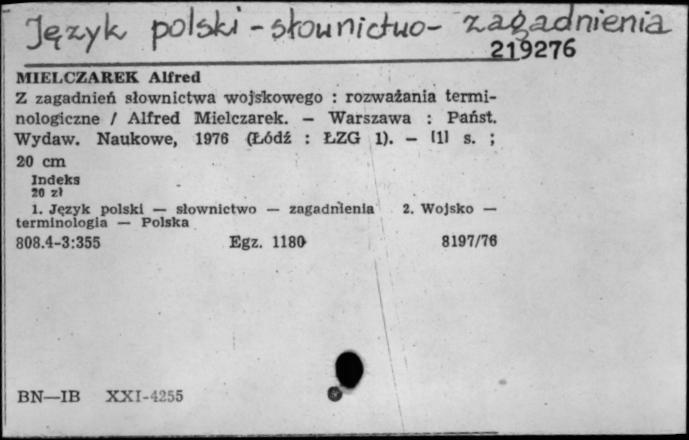 Język polski - słownictwo - zagadnienia
219276
MIELCZAREK Alfred
Z zagadnień słownictwa wojskowego : rozważania termi-
nologiczne / Alfred Mielczarek. — Warszawa : Państ.
Wydaw. Naukowe, 1976 (Łódź : ŁZG 1). — [1] s. ;
20 cm
Indeks
20 zł
1. Język polski — słownictwo — zagadnienia 2. Wojsko —
terminologia — Polska
808.4-3:355 Egz. 1180 8197/76
BN—IB XXI-4255